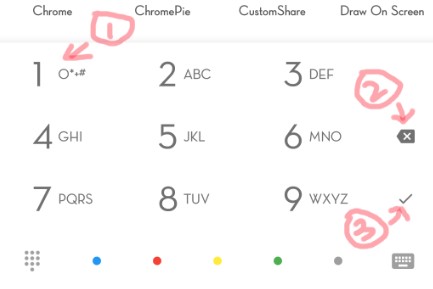 Chrome ChromePie CustomShare Draw On Screen
1
1 O*+# 2 ABC 3 DEF
2
4 GHI 5 JKL 6 MNO
7 PQRS 8 TUV 9 WXYZ
3